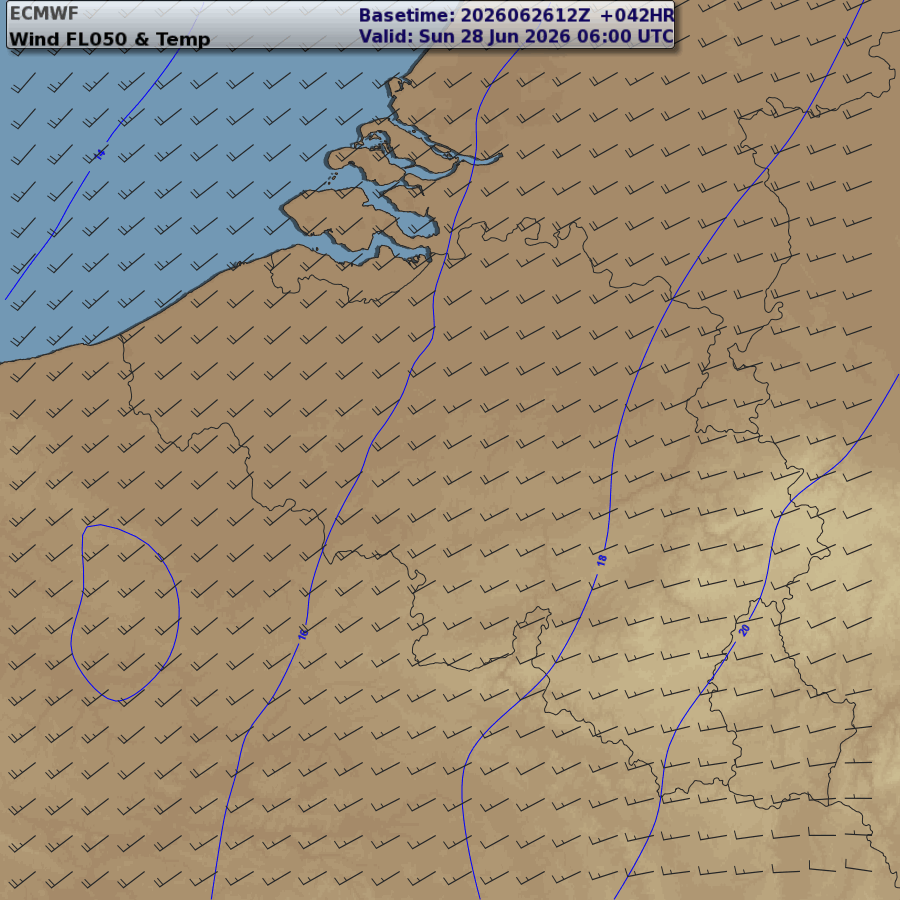 ECMWF
Basetime: 2026062612Z +042HR
Wind FL050 & Temp
Valid: Sun 28 Jun 2026 06:00 UTC
14
18
16
20